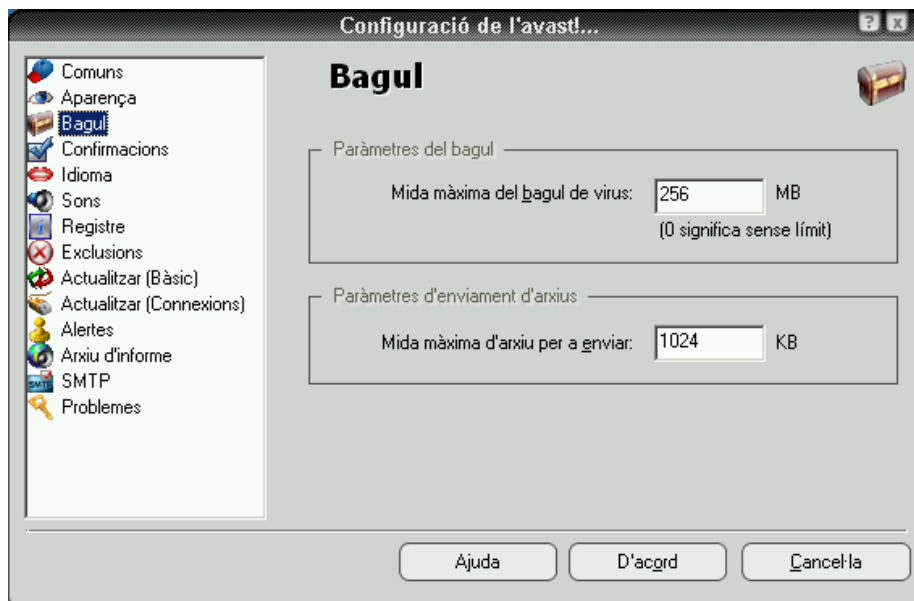 Configuració de l'avast!...
Comuns
Aparença
Bagul
Confirmacions
Idioma
Sons
Registre
Exclusions
Actualitzar (Bàsic)
Actualitzar (Connexions)
Alertes
Arxiu d'informe
SMTP
Problemes
Bagul
Paràmetres del bagul
Mida màxima del bagul de virus: 256 MB
(0 significa sense límit)
Paràmetres d'enviament d'arxius
Mida màxima d'arxiu per a enviar: 1024 KB
Ajuda D'acord Cancel·la